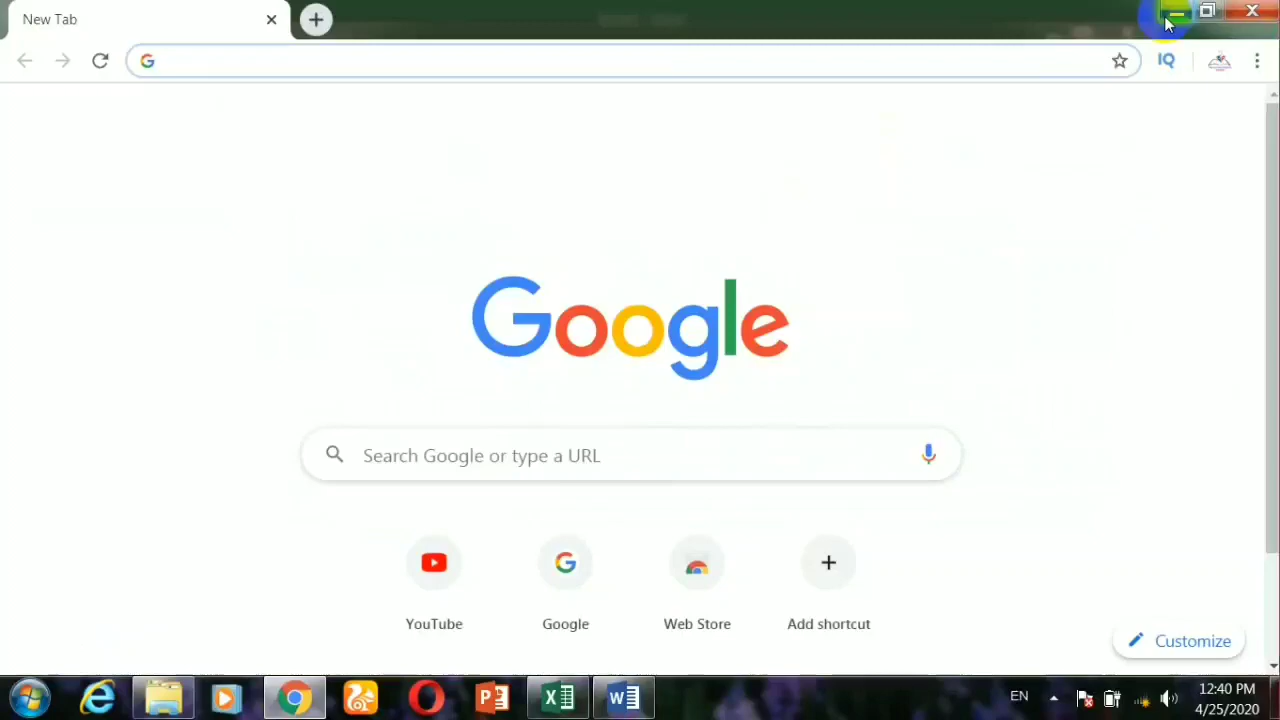 New Tab
IQ
Google
Search Google or type a URL
YouTube
Google
Web Store
Add shortcut
Customize
EN
12:40 PM
4/25/2020